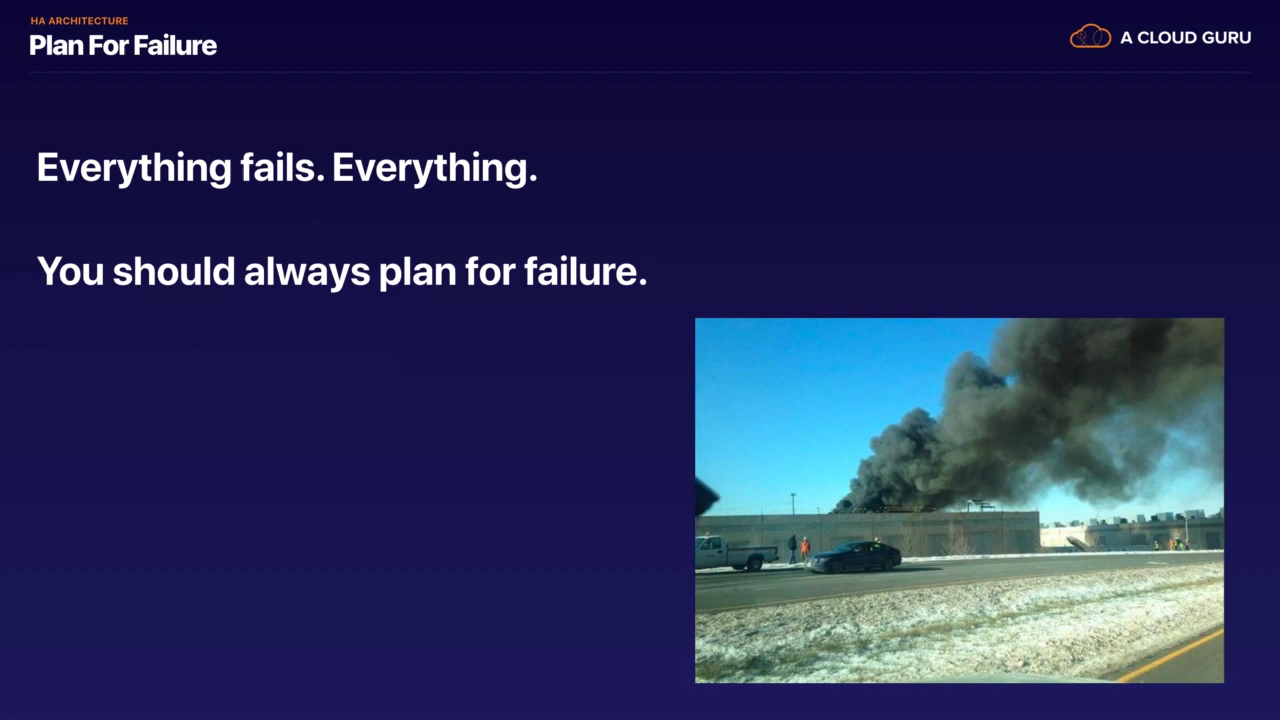 HA ARCHITECTURE
Plan For Failure
A CLOUD GURU
Everything fails. Everything.
You should always plan for failure.